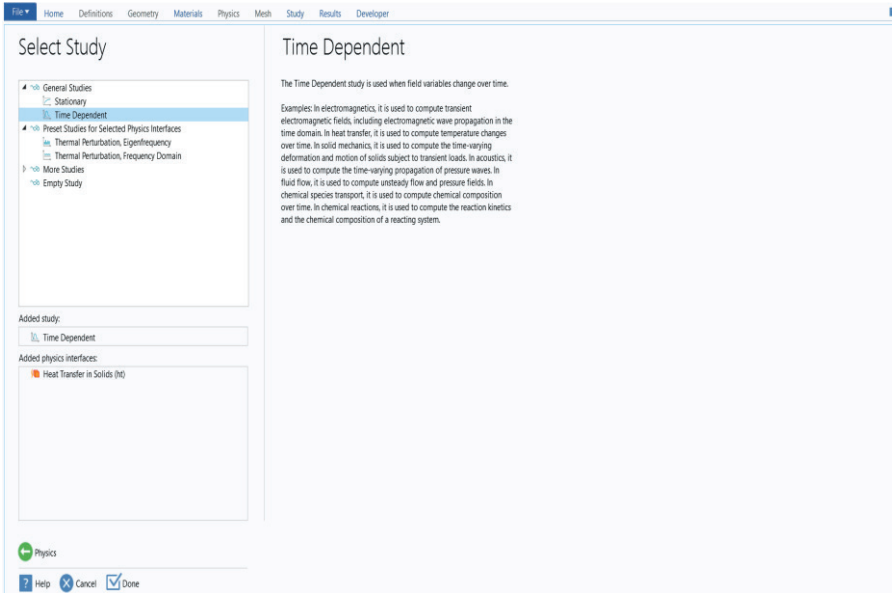 File Home Definitions Geometry Materials Physics Mesh Study Results Developer
Select Study
General Studies
Stationary
Time Dependent
Preset Studies for Selected Physics Interfaces
Thermal Perturbation, Eigenfrequency
Thermal Perturbation, Frequency Domain
More Studies
Empty Study
Added study:
Time Dependent
Added physics interfaces:
Heat Transfer in Solids (ht)
Physics
? Help Cancel Done
Time Dependent
The Time Dependent study is used when field variables change over time.
Examples: In electromagnetics, it is used to compute transient
electromagnetic fields, including electromagnetic wave propagation in the
time domain. In heat transfer, it is used to compute temperature changes
over time. In solid mechanics, it is used to compute the time-varying
deformation and motion of solids subject to transient loads. In acoustics, it
is used to compute the time-varying propagation of pressure waves. In
fluid flow, it is used to compute unsteady flow and pressure fields. In
chemical species transport, it is used to compute chemical composition
over time. In chemical reactions, it is used to compute the reaction kinetics
and the chemical composition of a reacting system.